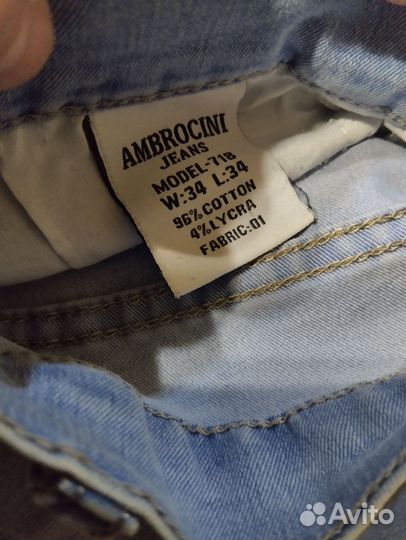 AMBROCINI
JEANS
MODEL-718
W:34 L:34
96% COTTON
4% LYCRA
FABRIC:01
Avito